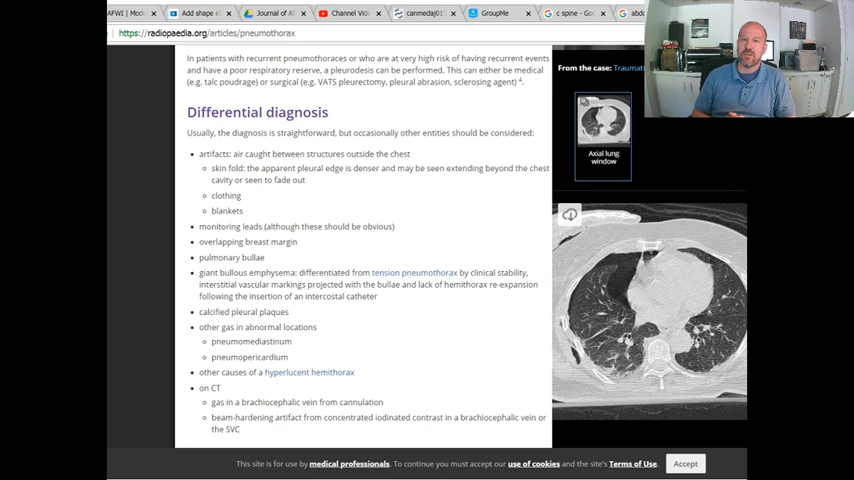 AFWI | Mode
Add shape e
Journal of A
Channel Video
canmedaj01
GroupMe
c spine - Goo
abdo
https://radiopaedia.org/articles/pneumothorax
In patients with recurrent pneumothoraces or who are at very high risk of having recurrent events
and have a poor respiratory reserve, a pleurodesis can be performed. This can either be medical
(e.g. talc poudrage) or surgical (e.g. VATS pleurectomy, pleural abrasion, sclerosing agent) 4.
Differential diagnosis
Usually, the diagnosis is straightforward, but occasionally other entities should be considered:
artifacts: air caught between structures outside the chest
skin fold: the apparent pleural edge is denser and may be seen extending beyond the chest
cavity or seen to fade out
clothing
blankets
monitoring leads (although these should be obvious)
overlapping breast margin
pulmonary bullae
giant bullous emphysema: differentiated from tension pneumothorax by clinical stability,
interstitial vascular markings projected with the bullae and lack of hemithorax re-expansion
following the insertion of an intercostal catheter
calcified pleural plaques
other gas in abnormal locations
pneumomediastinum
pneumopericardium
other causes of a hyperlucent hemithorax
on CT
gas in a brachiocephalic vein from cannulation
beam-hardening artifact from concentrated iodinated contrast in a brachiocephalic vein or
the SVC
From the case: Traumati
Axial lung
window
This site is for use by medical professionals. To continue you must accept our use of cookies and the site's Terms of Use.
Accept